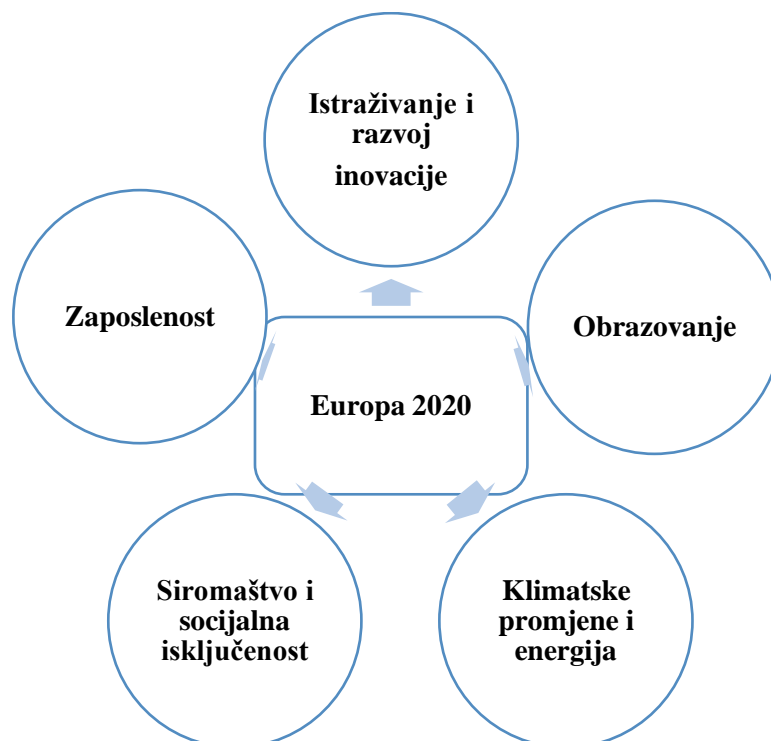 Istraživanje i
razvoj
inovacije
Zaposlenost
Obrazovanje
Europa 2020
Siromaštvo i
socijalna
isključenost
Klimatske
promjene i
energija